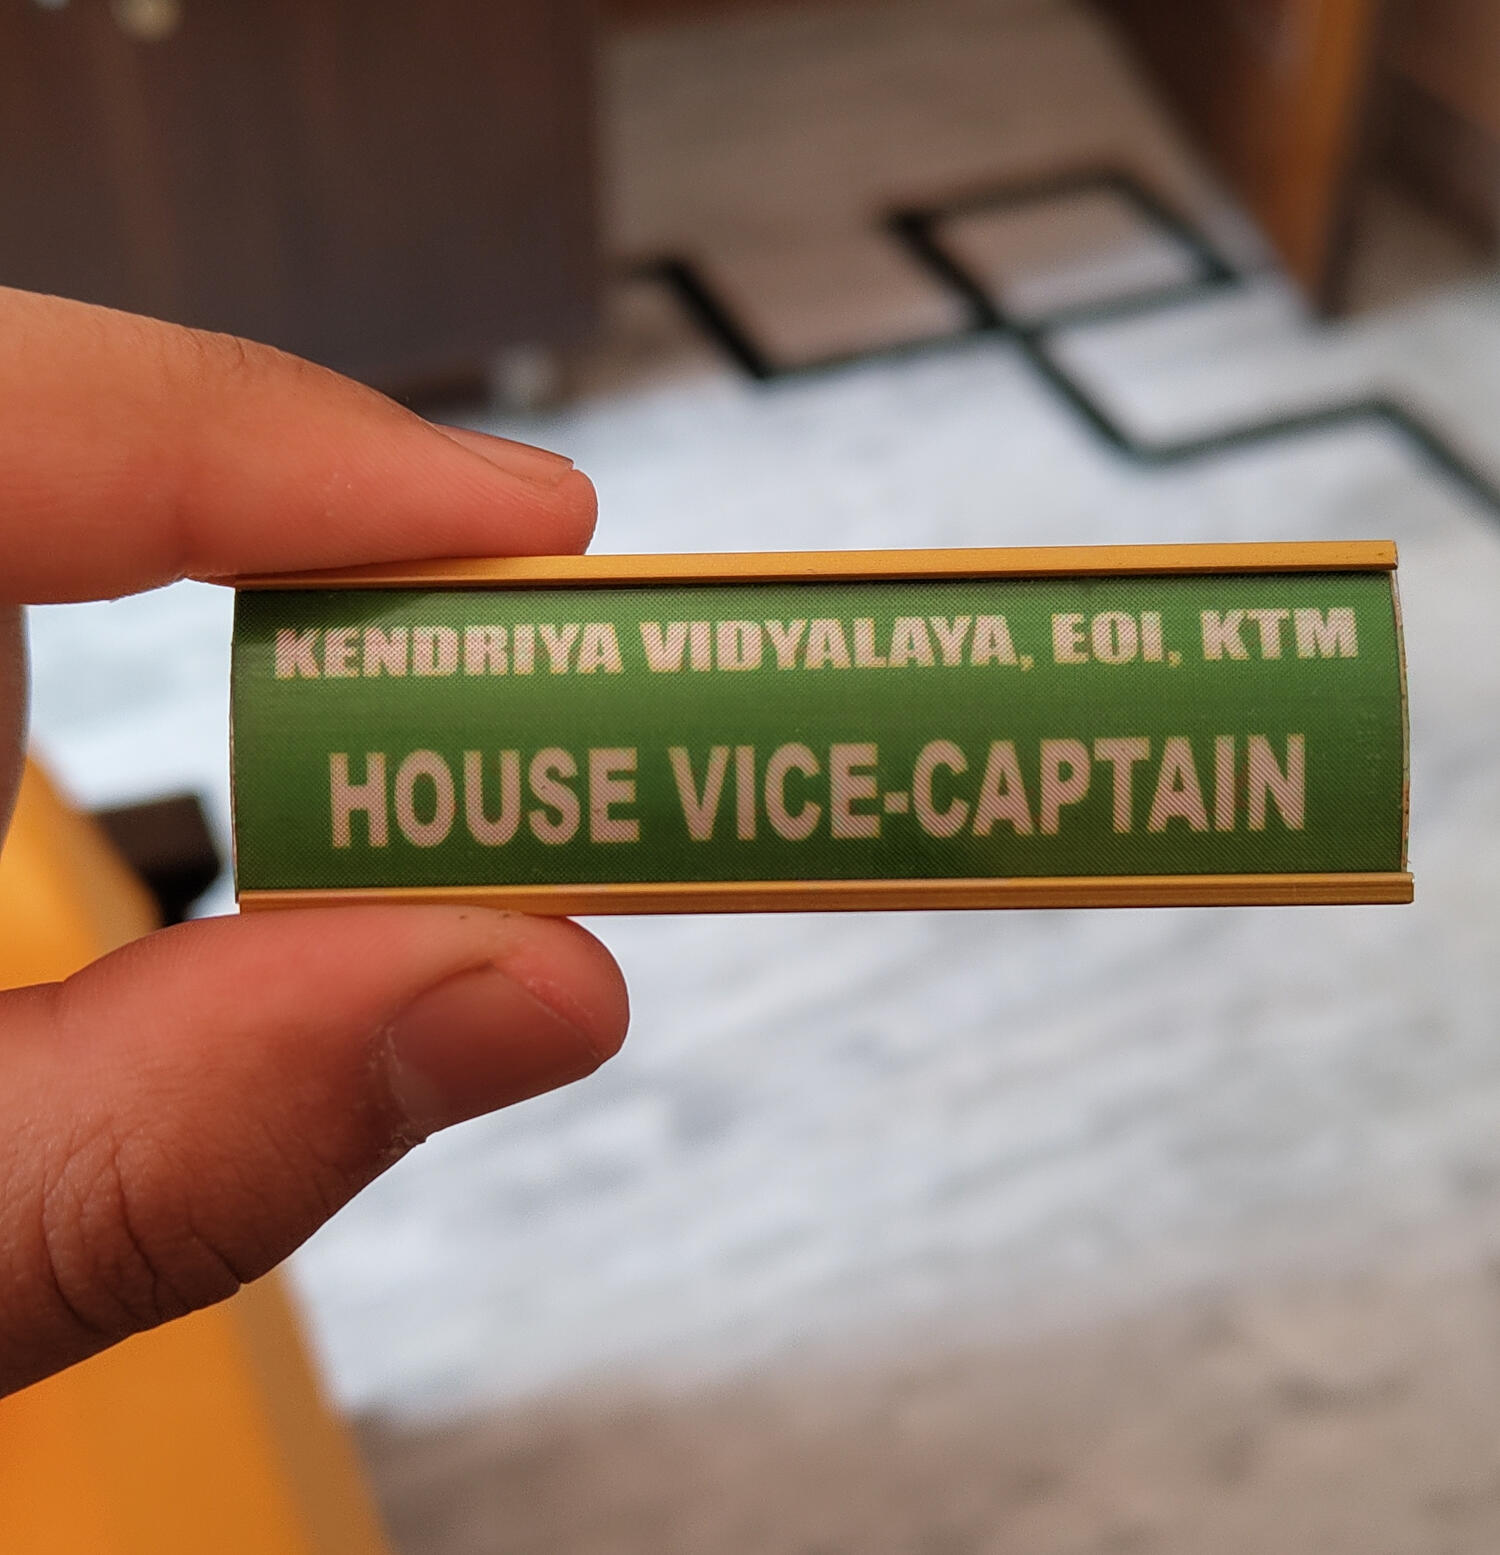 KENDRIYA VIDYALAYA, EOI, KTM
HOUSE VICE-CAPTAIN